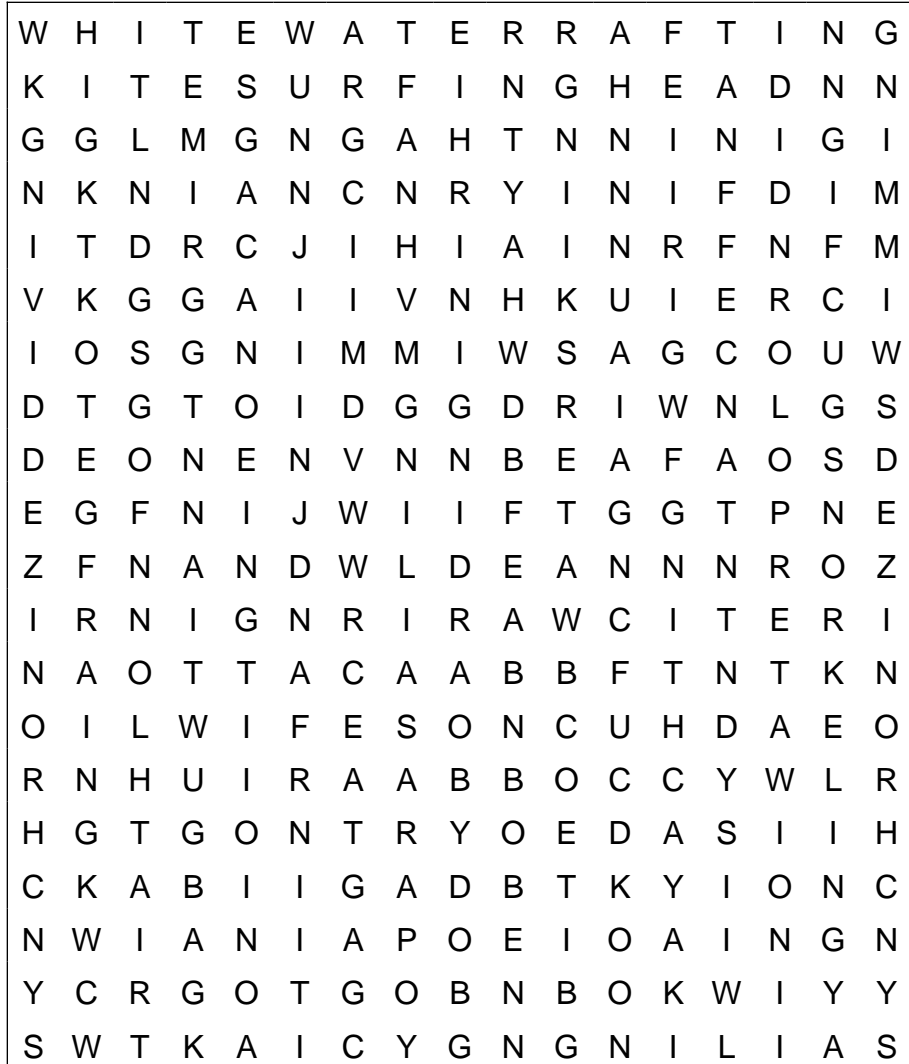 W H I T E W A T E R R A F T I N G
K I T E S U R F I N G H E A D N N
G G L M G N G A H T N N I N I G I
N K N I A N C N R Y I N I F D I M
I T D R C J I H I A I N R F N F M
V K G G A I I V N H K U I E R C I
I O S G N I M M I W S A G C O U W
D T G T O I D G G D R I W N L G S
D E O N E N V N N B E A F A O S D
E G F N I J W I I F T G G T P N E
Z F N A N D W L D E A N N N R O Z
I R N I G N R I R A W C I T E R I
N A O T T A C A A B B F T N T K N
O I L W I F E S O N C U H D A E O
R N H U I R A A B B O C C Y W L R
H G T G O N T R Y O E D A S I I H
C K A B I I G A D B T K Y I O N C
N W I A N I A P O E I O A I N G N
Y C R G O T G O B N B O K W I Y Y
S W T K A I C Y G N G N I L I A S